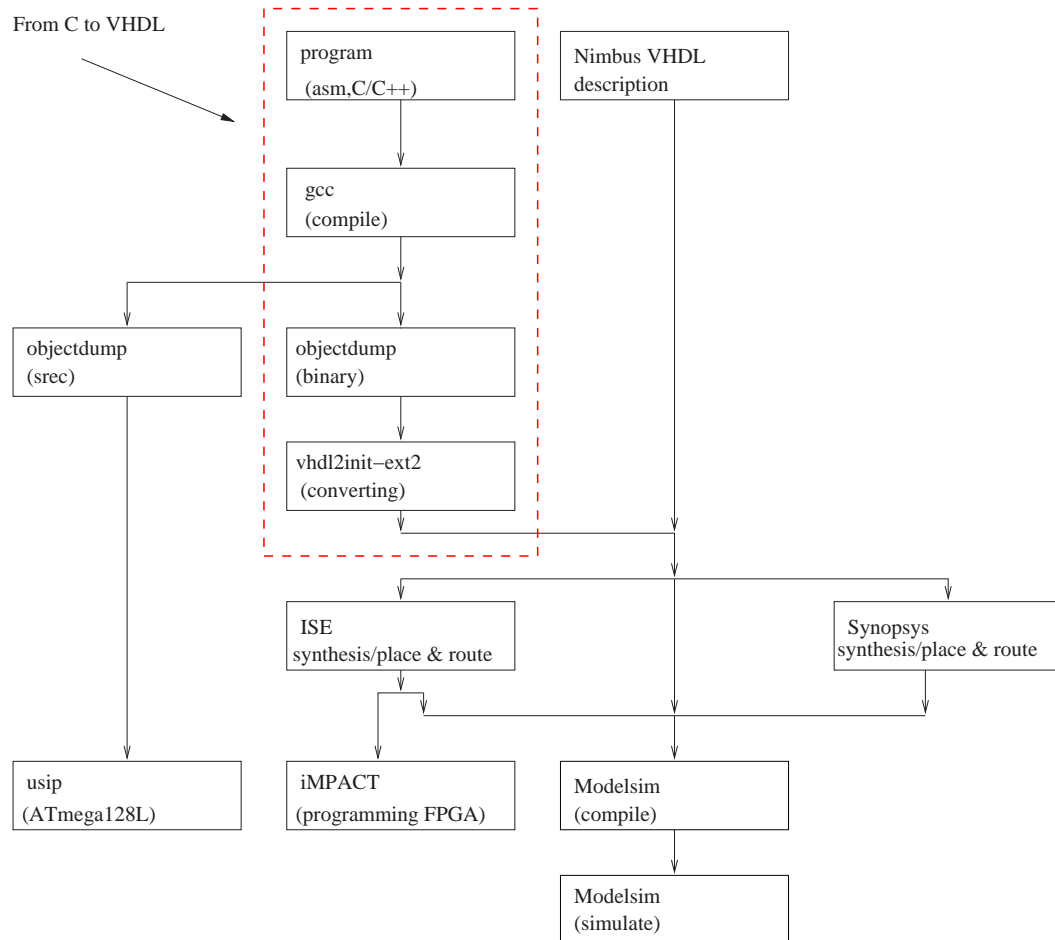 From C to VHDL
program
(asm,C/C++)
Nimbus VHDL
description
gcc
(compile)
objectdump
(srec)
objectdump
(binary)
vhdl2init−ext2
(converting)
ISE
synthesis/place & route
Synopsys
synthesis/place & route
usip
(ATmega128L)
iMPACT
(programming FPGA)
Modelsim
(compile)
Modelsim
(simulate)